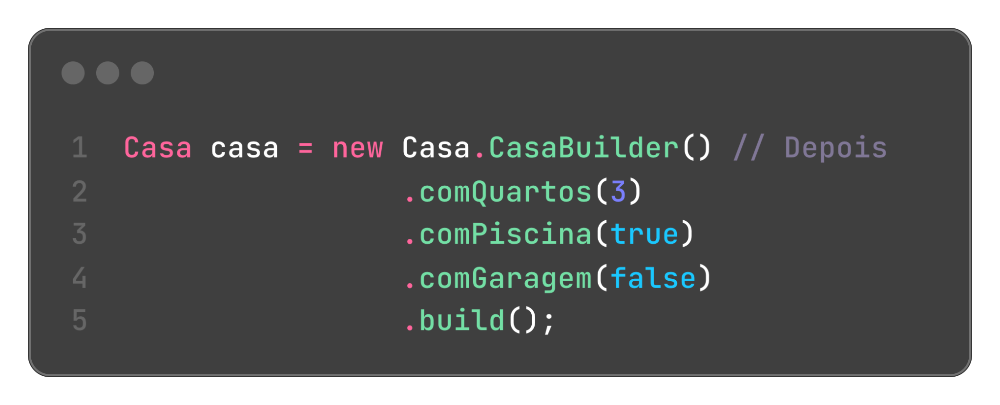 1 Casa casa = new Casa.CasaBuilder() // Depois
2 .comQuartos(3)
3 .comPiscina(true)
4 .comGaragem(false)
5 .build();